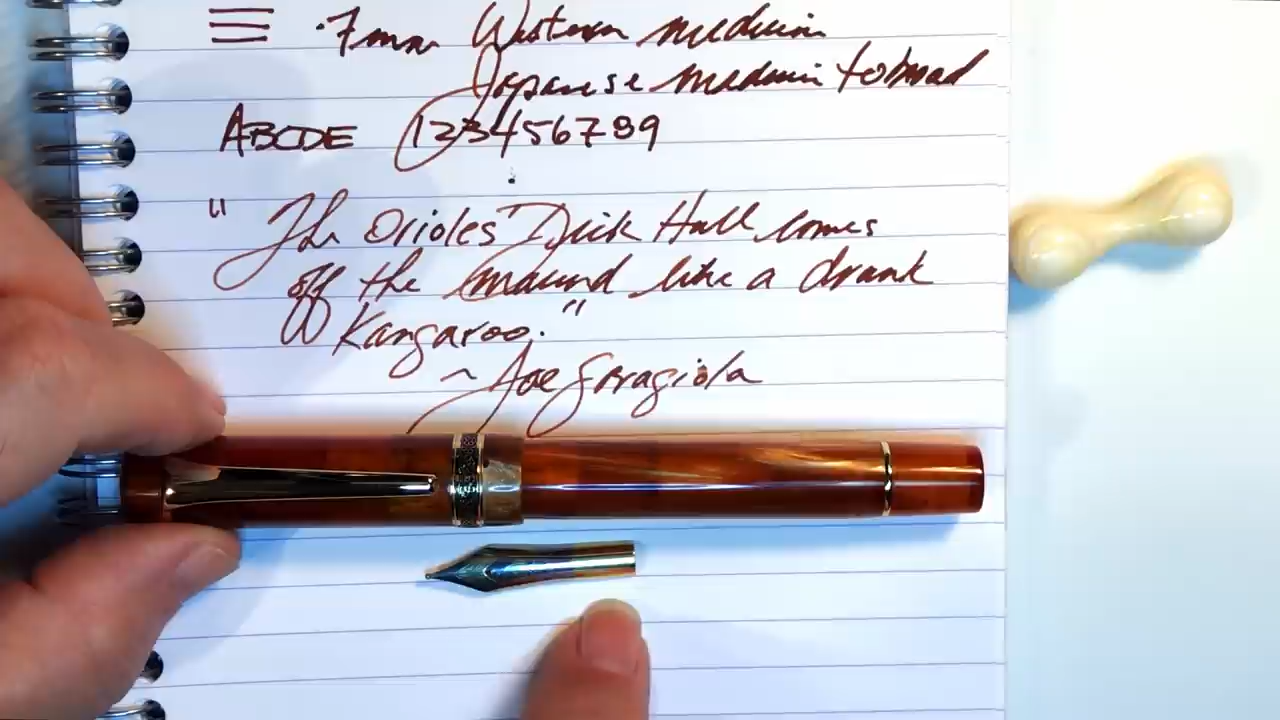 .7mm Western medium
Japanese medium to broad
ABCDE 123456789
"The Orioles' Dick Hall comes
off the mound like a drunk
Kangaroo."
~ Joe Garagiola